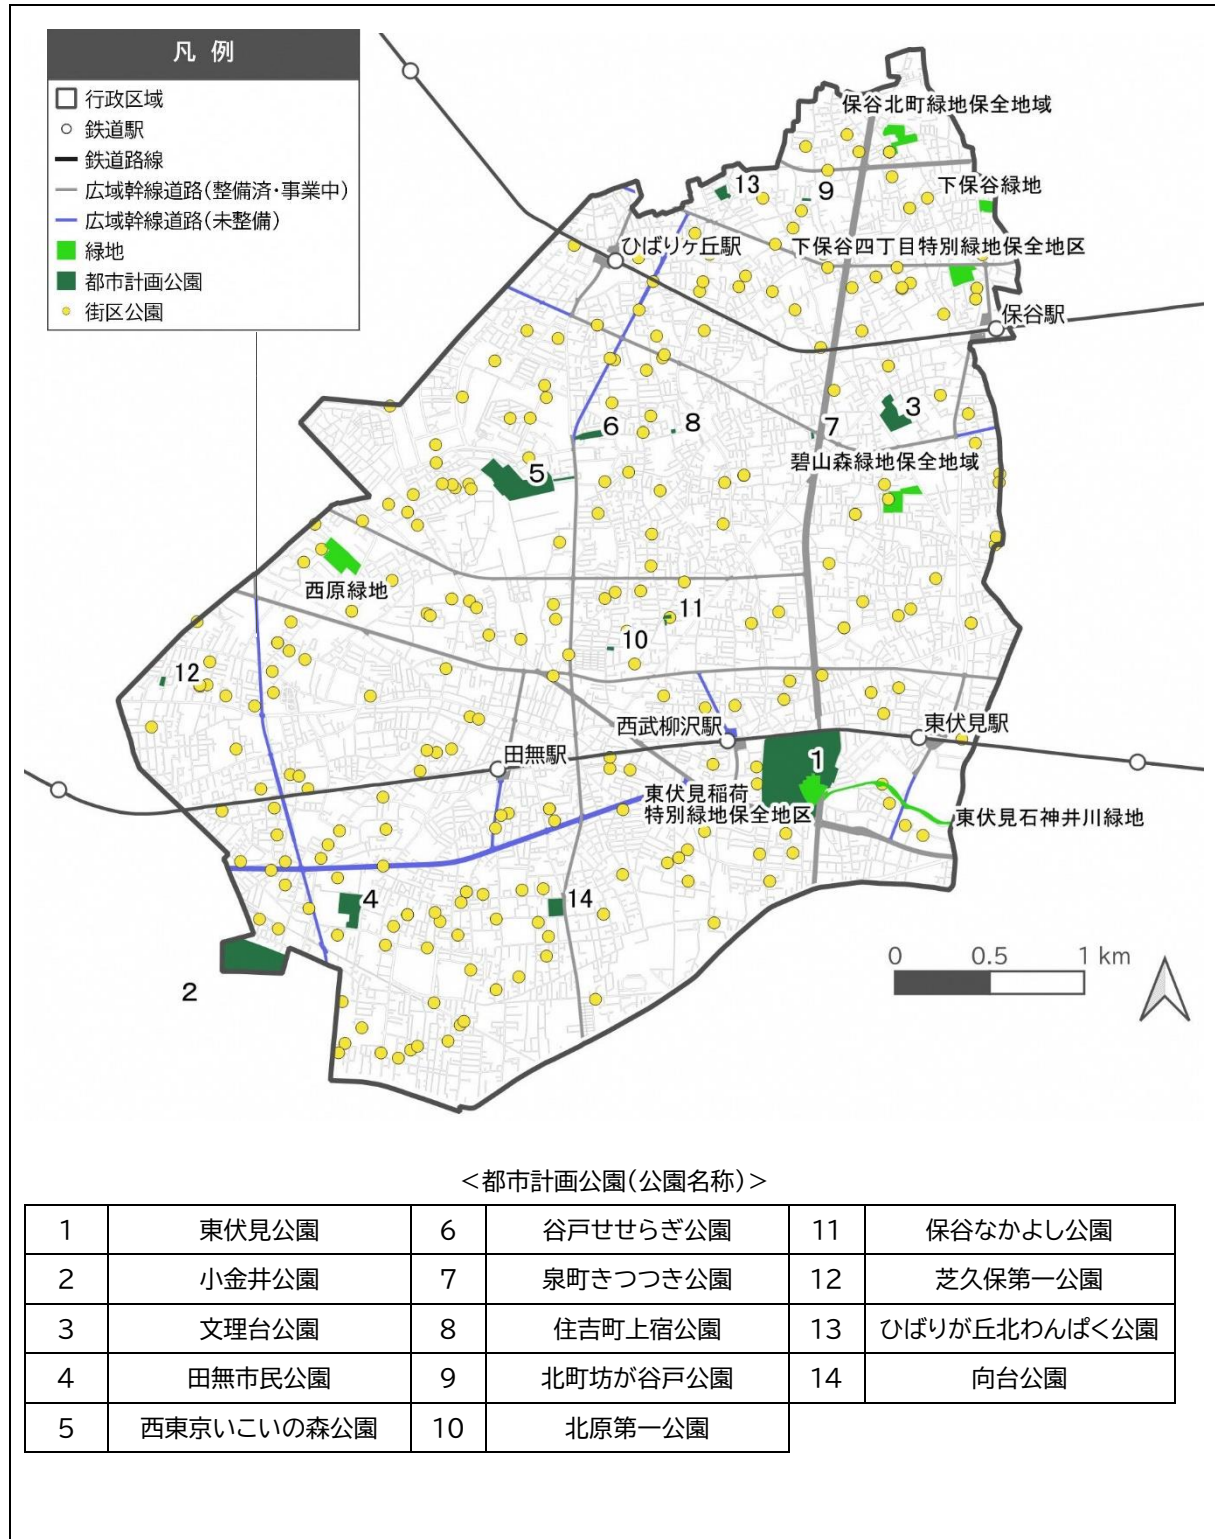 凡 例
行政区域
鉄道駅
鉄道路線
広域幹線道路(整備済・事業中)
広域幹線道路(未整備)
緑地
都市計画公園
街区公園
保谷北町緑地保全地域
13
9
下保谷緑地
ひばりヶ丘駅
下保谷四丁目特別緑地保全地区
保谷駅
3
6
8
7
碧山森緑地保全地域
5
西原緑地
11
10
12
西武柳沢駅
東伏見駅
田無駅
1
東伏見稲荷
特別緑地保全地区
東伏見石神井川緑地
4
14
2
0 0.5 1 km
<都市計画公園(公園名称)>
1 東伏見公園 6 谷戸せせらぎ公園 11 保谷なかよし公園
2 小金井公園 7 泉町きつつき公園 12 芝久保第一公園
3 文理台公園 8 住吉町上宿公園 13 ひばりが丘北わんぱく公園
4 田無市民公園 9 北町坊が谷戸公園 14 向台公園
5 西東京いこいの森公園 10 北原第一公園